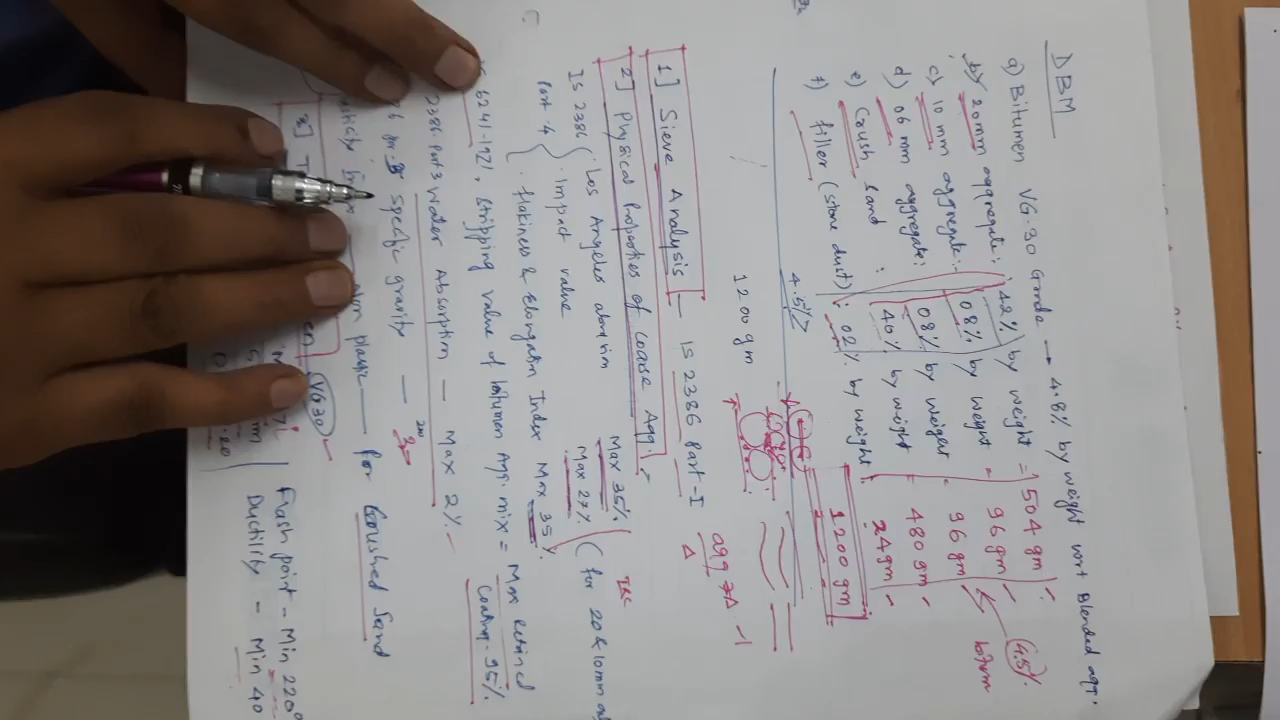 DBM
a) Bitumen VG-30 Grade → 4.8% by weight wort Blended agg.
b) 20mm aggregate: 42% by weight = 504 gm
c) 10 mm aggregate:- 08% by weight = 96 gm
d) 06 mm aggregate: 08% by weight = 96 gm
e) Crush Sand : 40% by weight = 480 gm
f) filler (stone dust) : 02% by weight 24gm
1200 gm
4.5%
bitumen
4.5%
1200 gm
agg
1] Sieve Analysis — IS 2386 Part-I
2] Physical Properties of Coarse Agg.
IS 2386 Part-4
· Los Angeles abrasion Max 35%
· Impact value Max 27% ( for 20 & 10mm
IRC
· flakiness & Elongation Index Max 35%
6241-1971, Stripping value of bitumen Agg. mix = Max retained
Coating - 95%
2386-Part 3 Water Absorption — Max 2%
Specific gravity —
plastic — for Crushed Sand
3] T
VG30
Flash point - Min 220°
Ductility - Min 40